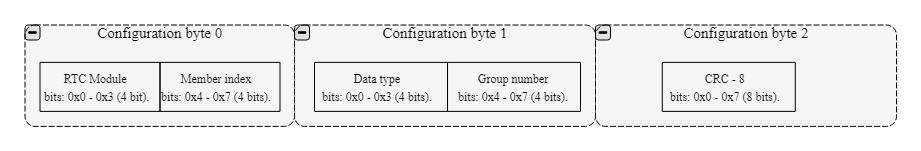 Configuration byte 0
RTC Module
bits: 0x0 - 0x3 (4 bit).
Member index
bits: 0x4 - 0x7 (4 bits).
Configuration byte 1
Data type
bits: 0x0 - 0x3 (4 bits).
Group number
bits: 0x4 - 0x7 (4 bits).
Configuration byte 2
CRC - 8
bits: 0x0 - 0x7 (8 bits).